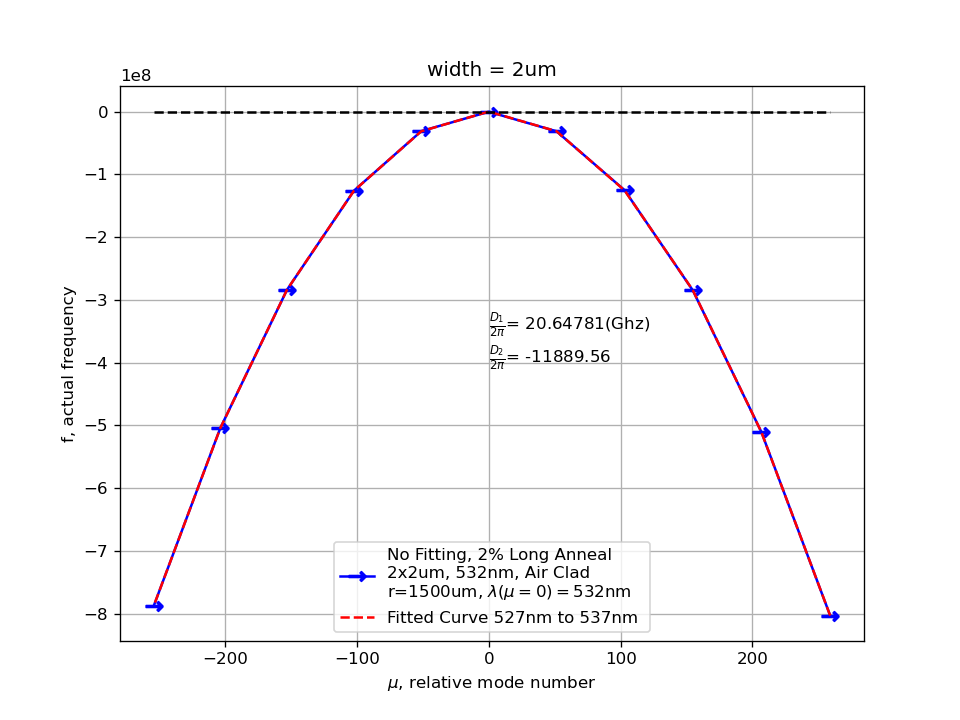 width = 2um
1e8
0
−1
−2
−3
−4
−5
−6
−7
−8
f, actual frequency
D₁/2π = 20.64781(Ghz)
D₂/2π = -11889.56
No Fitting, 2% Long Anneal
2x2um, 532nm, Air Clad
r=1500um, λ(μ = 0) = 532nm
Fitted Curve 527nm to 537nm
−200 −100 0 100 200
μ, relative mode number